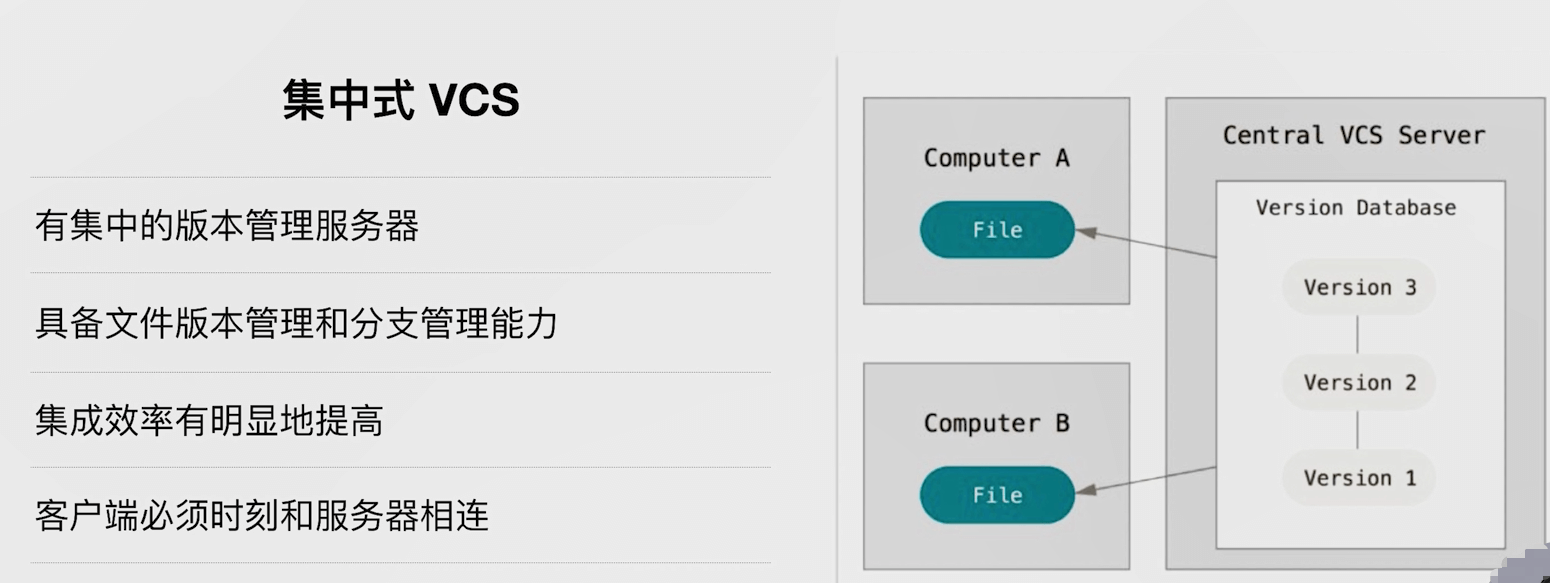 集中式 VCS
有集中的版本管理服务器
具备文件版本管理和分支管理能力
集成效率有明显地提高
客户端必须时刻和服务器相连
Computer A
File
Computer B
File
Central VCS Server
Version Database
Version 3
Version 2
Version 1